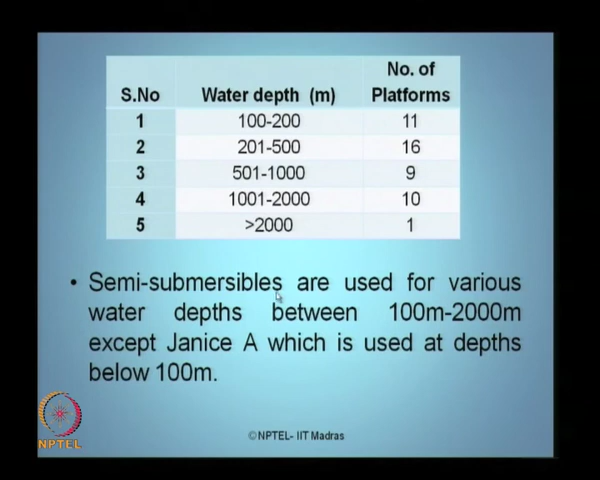 S.No Water depth (m) No. of Platforms
1 100-200 11
2 201-500 16
3 501-1000 9
4 1001-2000 10
5 >2000 1
• Semi-submersibles are used for various
water depths between 100m-2000m
except Janice A which is used at depths
below 100m.
NPTEL
©NPTEL- IIT Madras